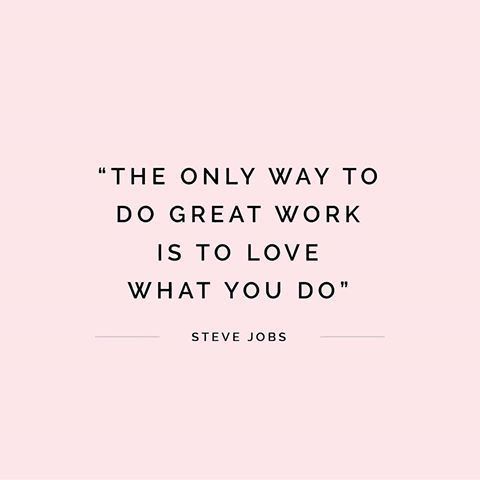 “THE ONLY WAY TO
DO GREAT WORK
IS TO LOVE
WHAT YOU DO”
STEVE JOBS